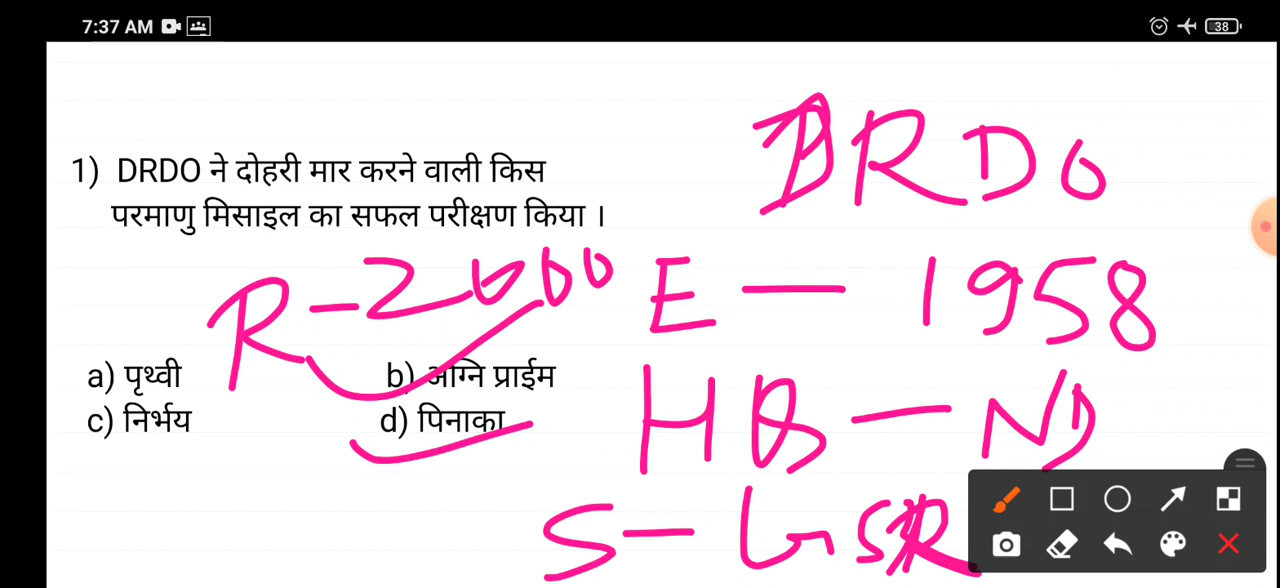 7:37 AM
38
DRDO
1) DRDO ने दोहरी मार करने वाली किस
परमाणु मिसाइल का सफल परीक्षण किया ।
R-2000
E - 1958
a) पृथ्वी b) अग्नि प्राईम
c) निर्भय d) पिनाका
HQ - ND
S - GSR